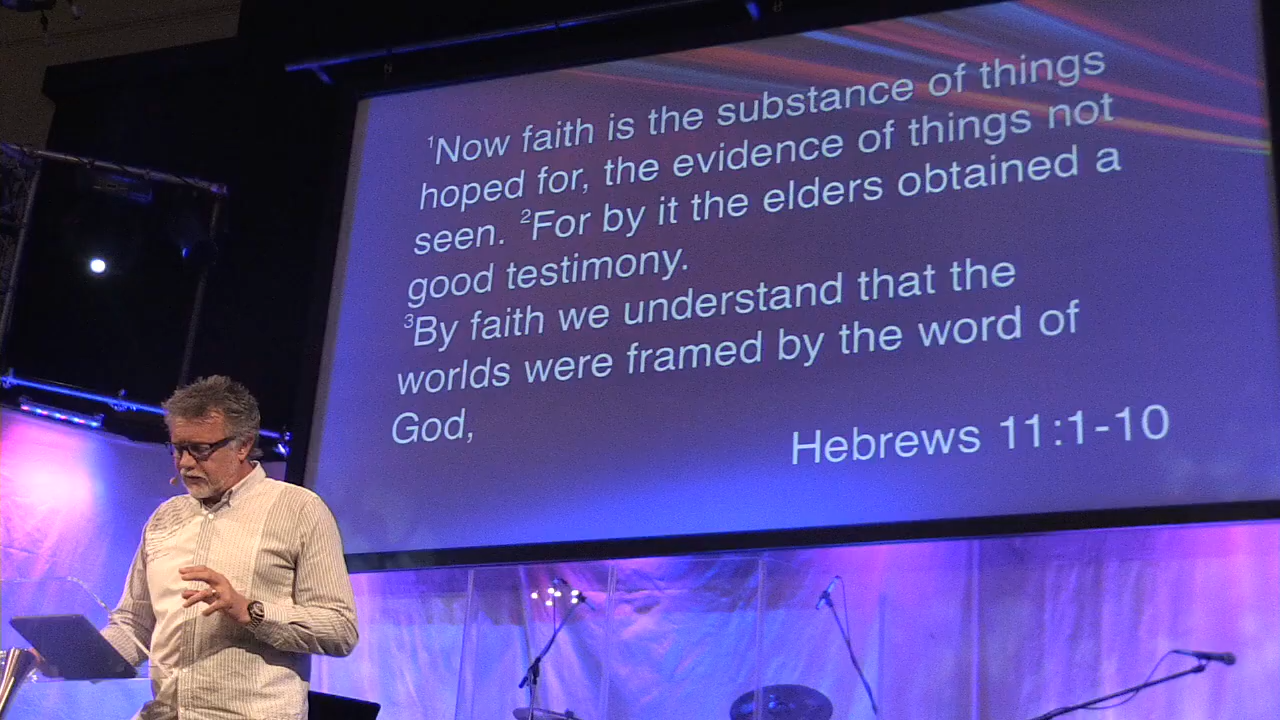 ¹Now faith is the substance of things
hoped for, the evidence of things not
seen. ²For by it the elders obtained a
good testimony.
³By faith we understand that the
worlds were framed by the word of
God,
Hebrews 11:1-10